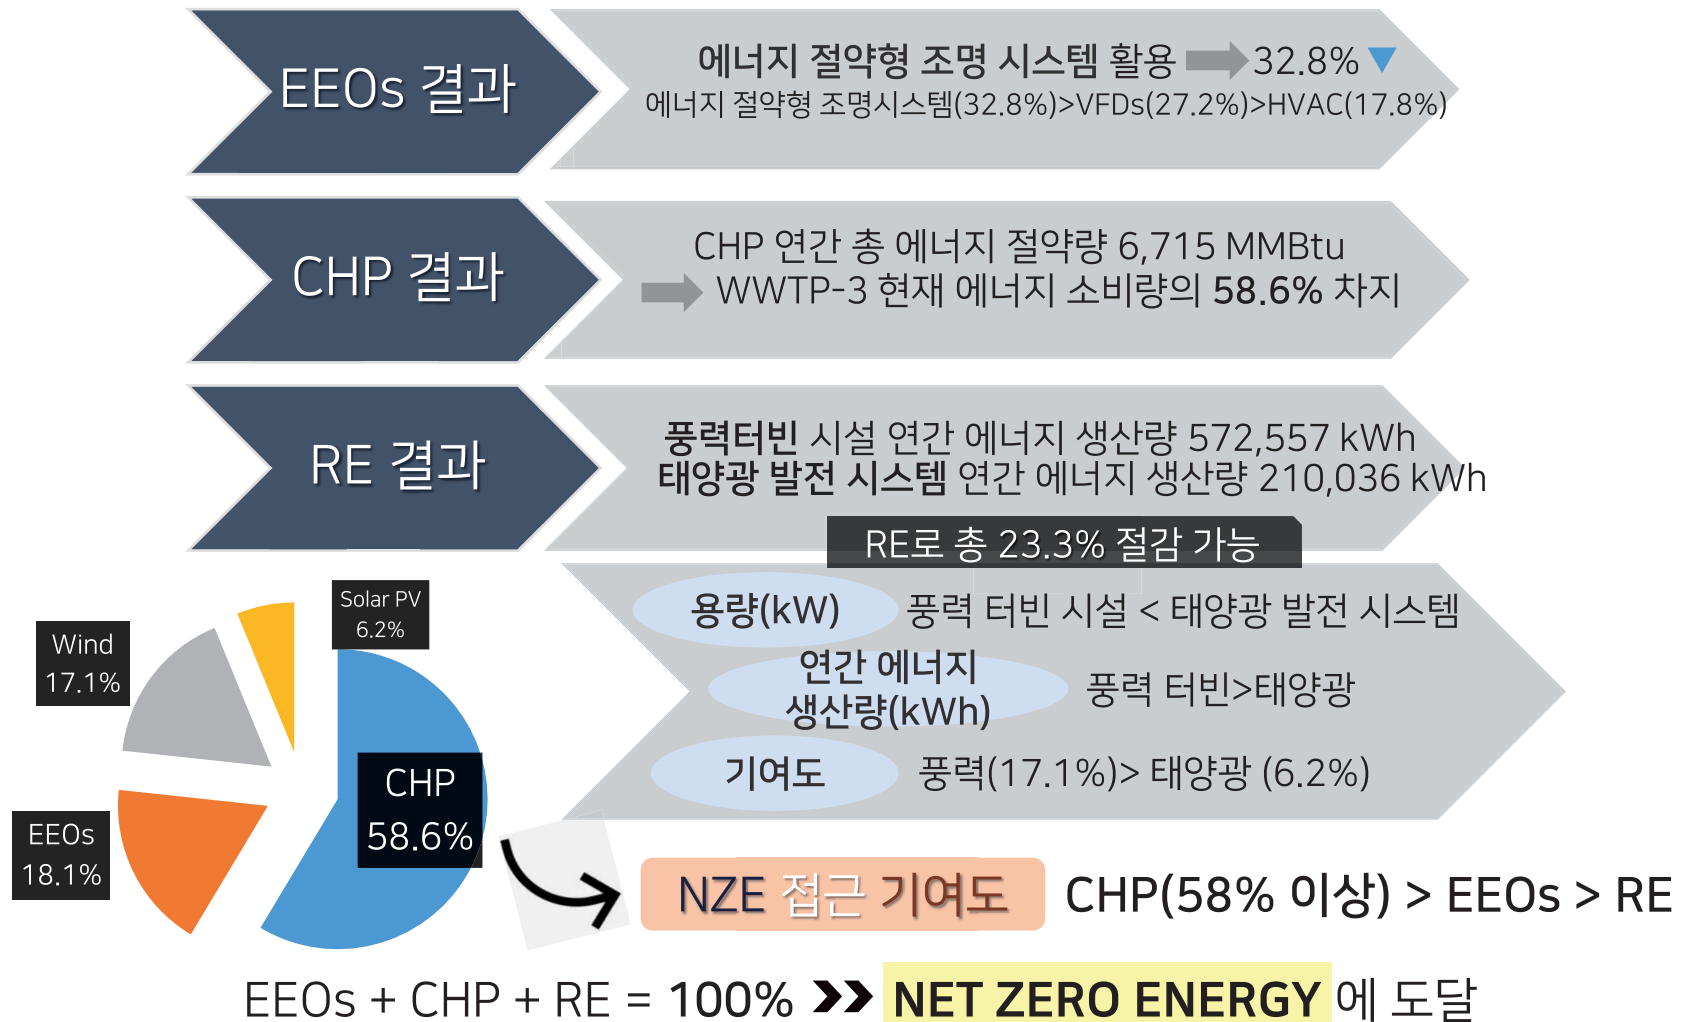 EEOs 결과
에너지 절약형 조명 시스템 활용 32.8%
에너지 절약형 조명시스템(32.8%)>VFDs(27.2%)>HVAC(17.8%)
CHP 결과
CHP 연간 총 에너지 절약량 6,715 MMBtu
WWTP-3 현재 에너지 소비량의 58.6% 차지
RE 결과
풍력터빈 시설 연간 에너지 생산량 572,557 kWh
태양광 발전 시스템 연간 에너지 생산량 210,036 kWh
RE로 총 23.3% 절감 가능
용량(kW) 풍력 터빈 시설 < 태양광 발전 시스템
연간 에너지
생산량(kWh)
풍력 터빈>태양광
기여도 풍력(17.1%)> 태양광 (6.2%)
Solar PV
6.2%
Wind
17.1%
CHP
58.6%
EEOs
18.1%
NZE 접근 기여도 CHP(58% 이상) > EEOs > RE
EEOs + CHP + RE = 100% NET ZERO ENERGY에 도달